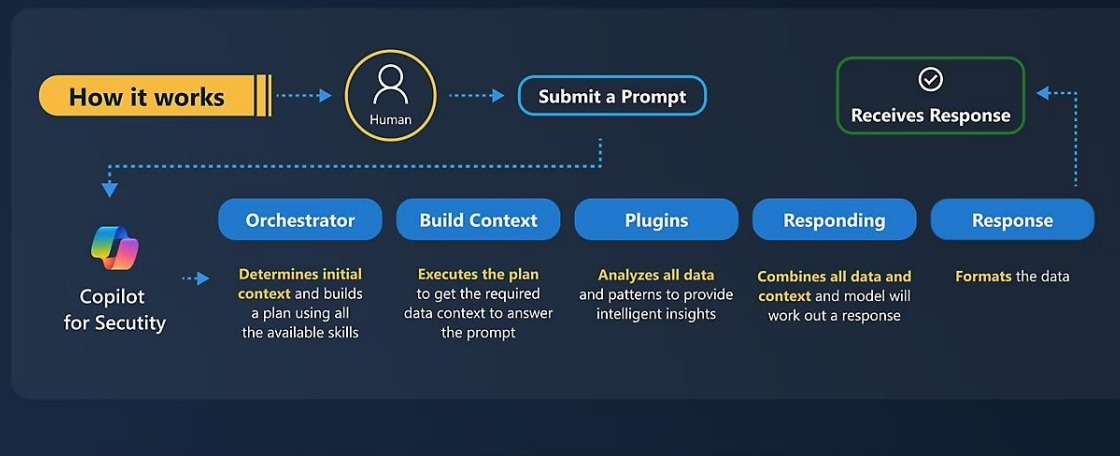 How it works
Human
Submit a Prompt
Receives Response
Copilot
for Secutity
Orchestrator
Determines initial
context and builds
a plan using all
the available skills
Build Context
Executes the plan
to get the required
data context to answer
the prompt
Plugins
Analyzes all data
and patterns to provide
intelligent insights
Responding
Combines all data and
context and model will
work out a response
Response
Formats the data